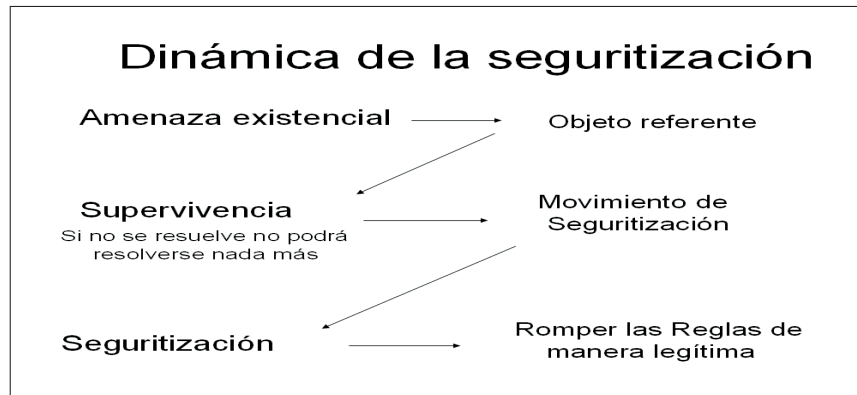 Dinámica de la seguritización
Amenaza existencial
Objeto referente
Supervivencia
Si no se resuelve no podrá
resolverse nada más
Movimiento de
Seguritización
Seguritización
Romper las Reglas de
manera legítima